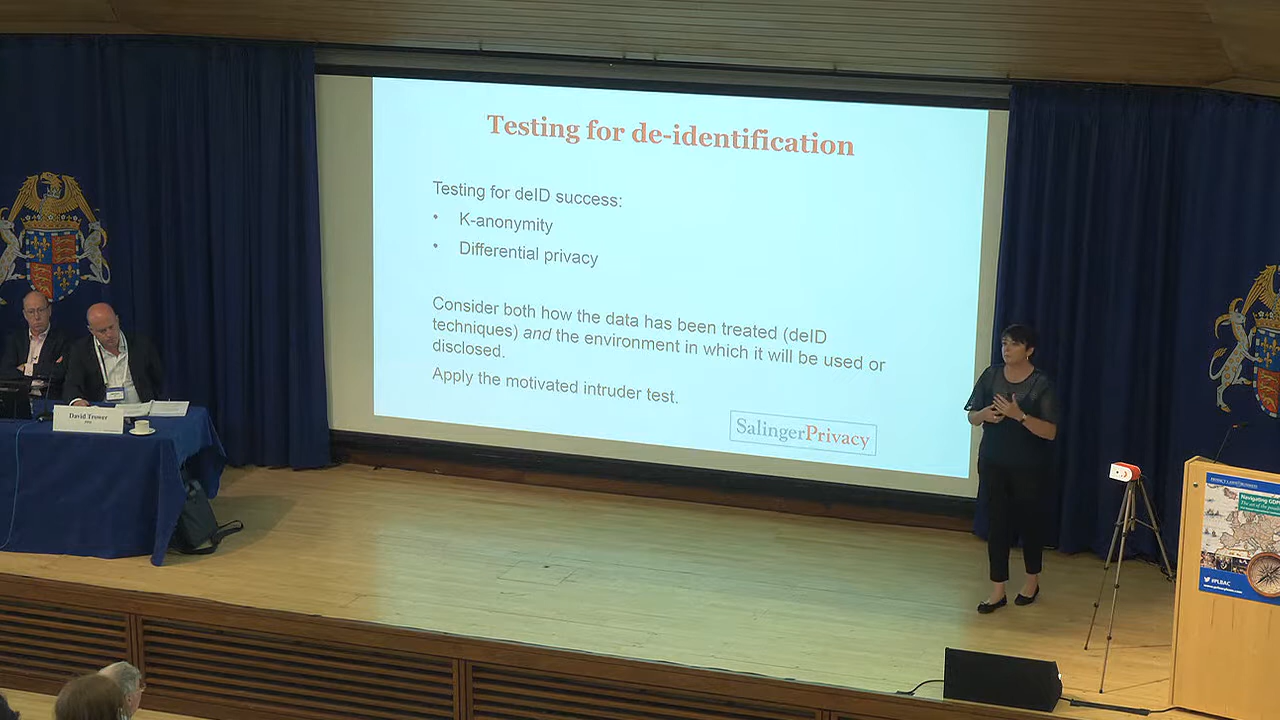 Testing for de-identification
Testing for deID success:
• K-anonymity
• Differential privacy
Consider both how the data has been treated (deID
techniques) and the environment in which it will be used or
disclosed.
Apply the motivated intruder test.
SalingerPrivacy
David Trower
Navigating GDP
#PLBAC